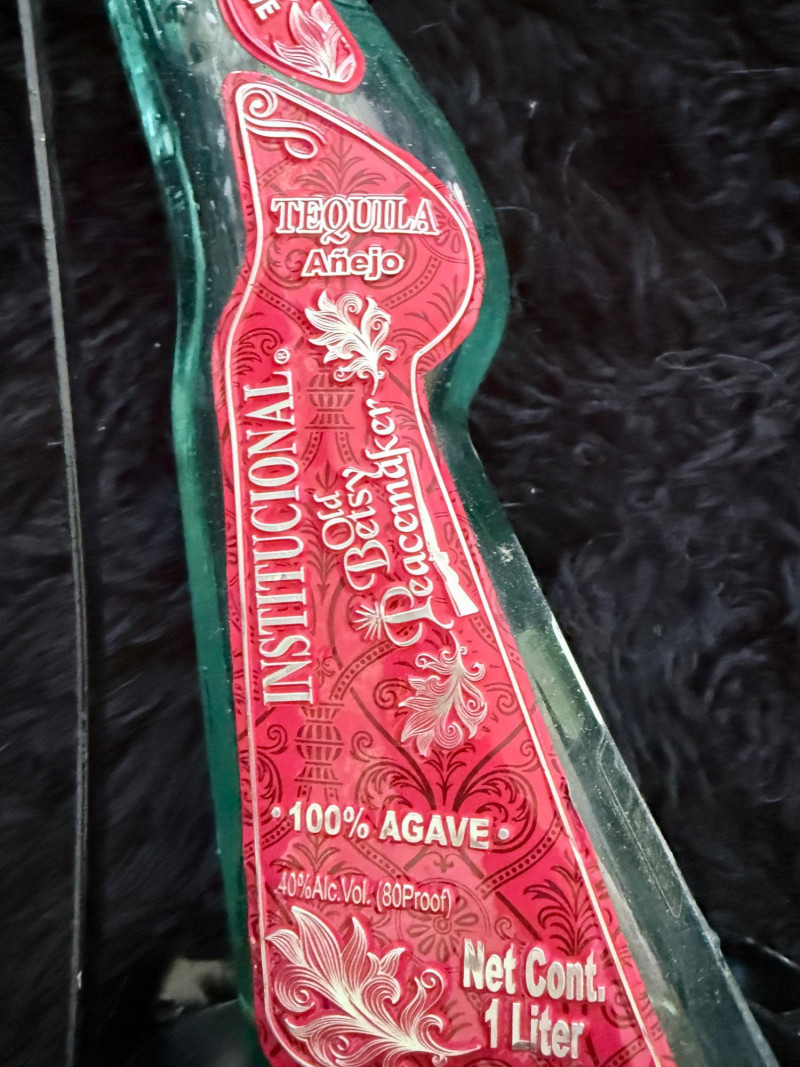 TEQUILA
Añejo
INSTITUCIONAL®
Old
Betsy
Peacemaker
• 100% AGAVE •
40%Alc.Vol. (80Proof)
Net Cont.
1 Liter